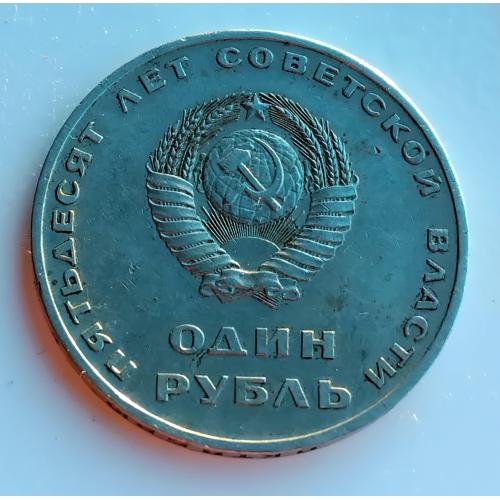 ПЯТЬДЕСЯТ ЛЕТ СОВЕТСКОЙ ВЛАСТИ
ОДИН
РУБЛЬ